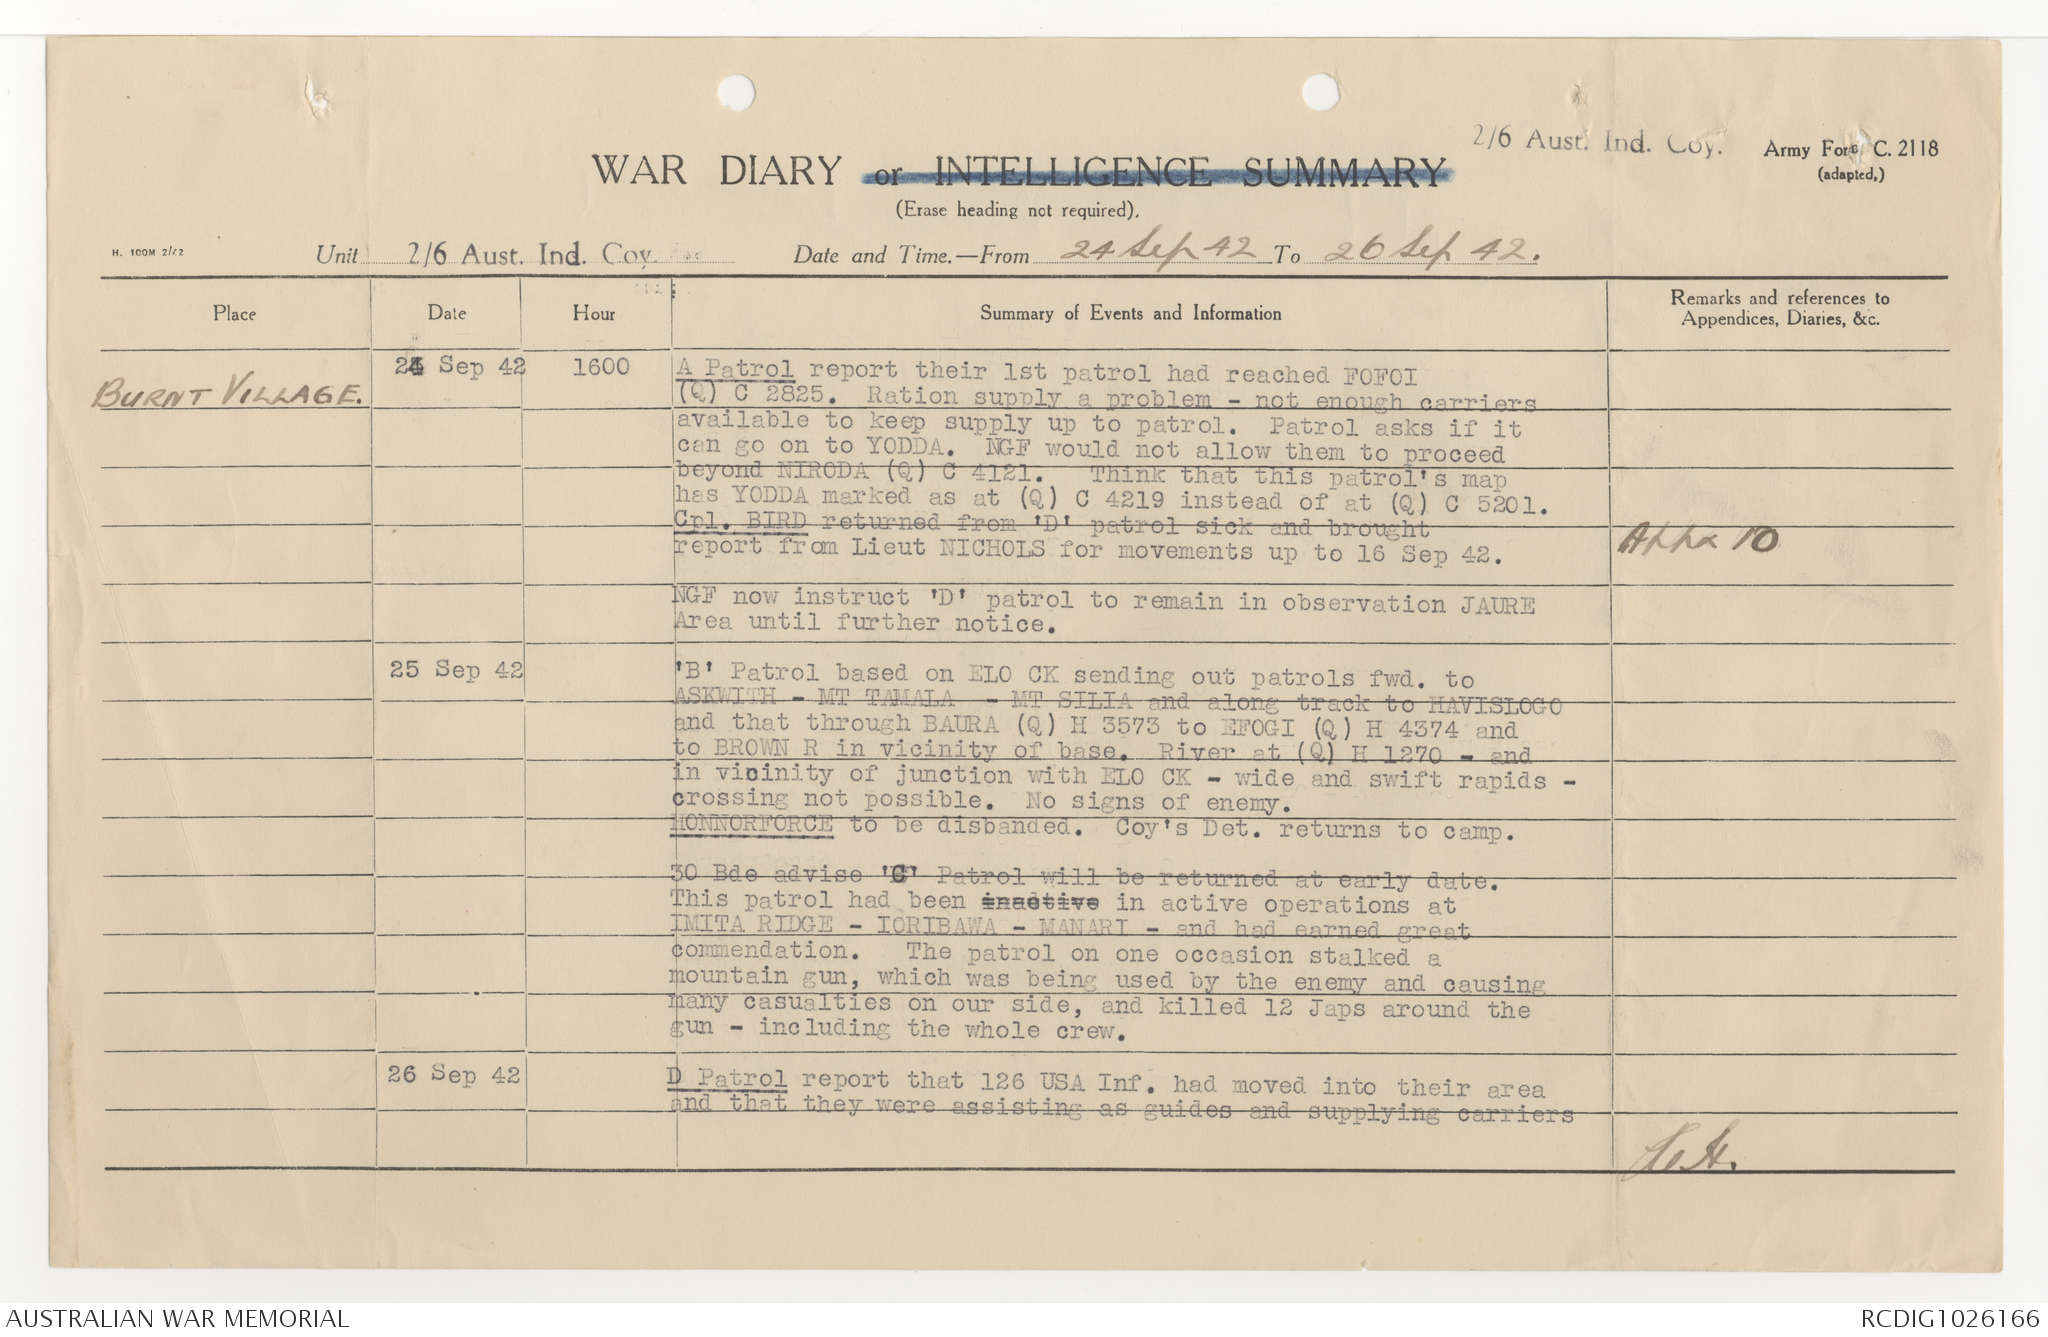 2/6 Aust. Ind. Coy.
Army Form C. 2118
(adapted,)
WAR DIARY or INTELLIGENCE SUMMARY
(Erase heading not required).
H. 100M 2/42
Unit 2/6 Aust. Ind. Coy. Date and Time.—From 24 Sep 42 To 26 Sep 42.
Place Date Hour Summary of Events and Information Remarks and references to
Appendices, Diaries, &c.
BURNT VILLAGE.
24 Sep 42 1600 A Patrol report their 1st patrol had reached FOFOI
(Q) C 2825. Ration supply a problem - not enough carriers
available to keep supply up to patrol. Patrol asks if it
can go on to YODDA. NGF would not allow them to proceed
beyond NIRODA (Q) C 4121. Think that this patrol's map
has YODDA marked as at (Q) C 4219 instead of at (Q) C 5201.
Cpl. BIRD returned from 'D' patrol sick and brought
report from Lieut NICHOLS for movements up to 16 Sep 42. Appx 10
NGF now instruct 'D' patrol to remain in observation JAURE
Area until further notice.
25 Sep 42 'B' Patrol based on ELO CK sending out patrols fwd. to
ASKWITH - MT TAMALA - MT SILIA and along track to HAVISLOGO
and that through BAURA (Q) H 3573 to EFOGI (Q) H 4374 and
to BROWN R in vicinity of base. River at (Q) H 1270 - and
in vicinity of junction with ELO CK - wide and swift rapids -
crossing not possible. No signs of enemy.
HONNORFORCE to be disbanded. Coy's Det. returns to camp.
30 Bde advise 'C' Patrol will be returned at early date.
This patrol had been inactive in active operations at
IMITA RIDGE - IORIBAWA - MANARI - and had earned great
commendation. The patrol on one occasion stalked a
mountain gun, which was being used by the enemy and causing
many casualties on our side, and killed 12 Japs around the
gun - including the whole crew.
26 Sep 42 D Patrol report that 126 USA Inf. had moved into their area
and that they were assisting as guides and supplying carriers
AUSTRALIAN WAR MEMORIAL
RCDIG1026166